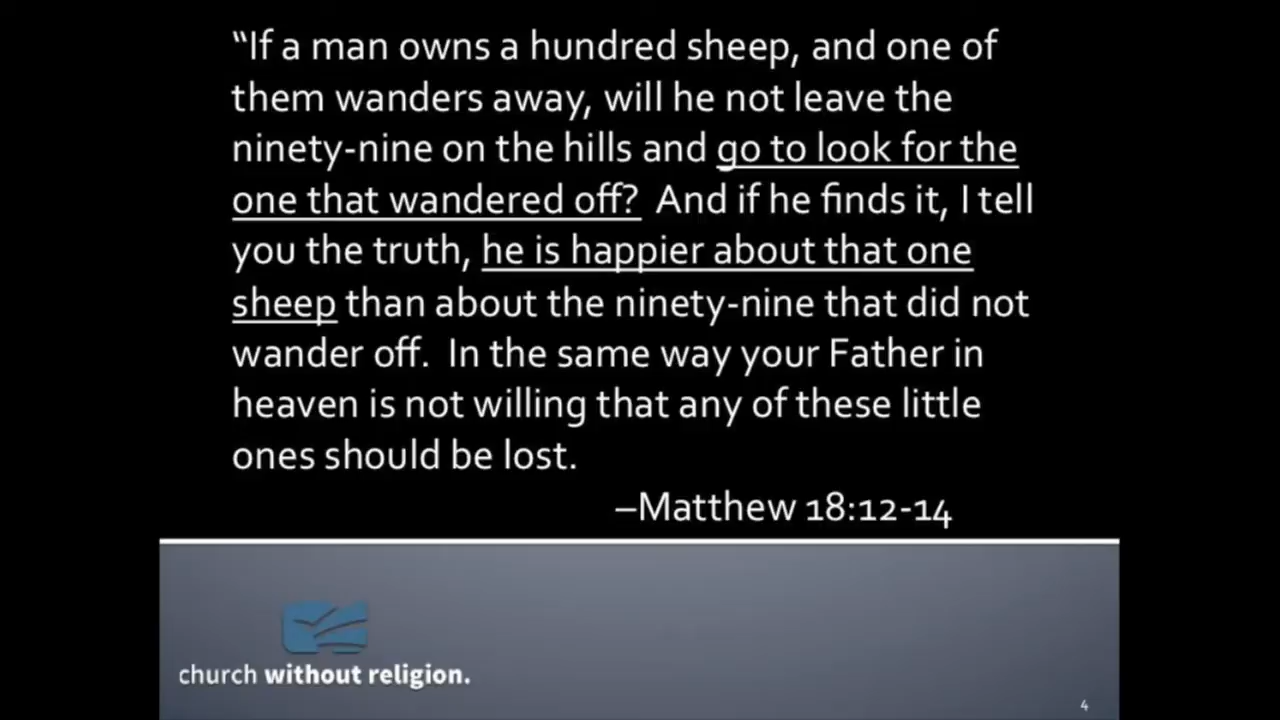 “If a man owns a hundred sheep, and one of
them wanders away, will he not leave the
ninety-nine on the hills and go to look for the
one that wandered off?  And if he finds it, I tell
you the truth, he is happier about that one
sheep than about the ninety-nine that did not
wander off.  In the same way your Father in
heaven is not willing that any of these little
ones should be lost.
–Matthew 18:12-14
church without religion.
4